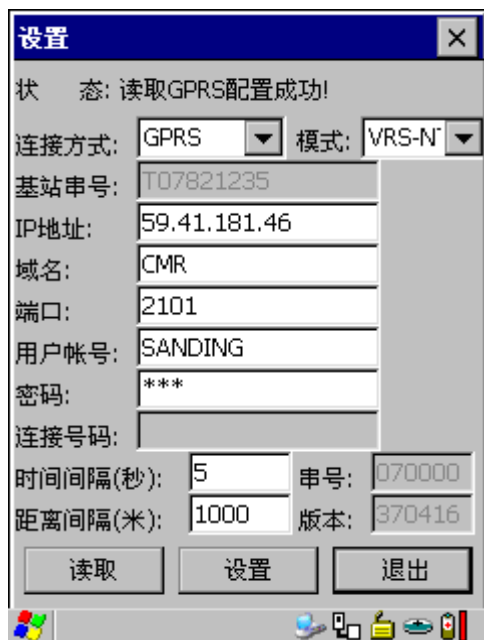 设置
状 态: 读取GPRS配置成功!
连接方式: GPRS 模式: VRS-NT
基站串号: T07821235
IP地址: 59.41.181.46
域名: CMR
端口: 2101
用户帐号: SANDING
密码: ***
连接号码:
时间间隔(秒): 5 串号: 070000
距离间隔(米): 1000 版本: 370416
读取 设置 退出